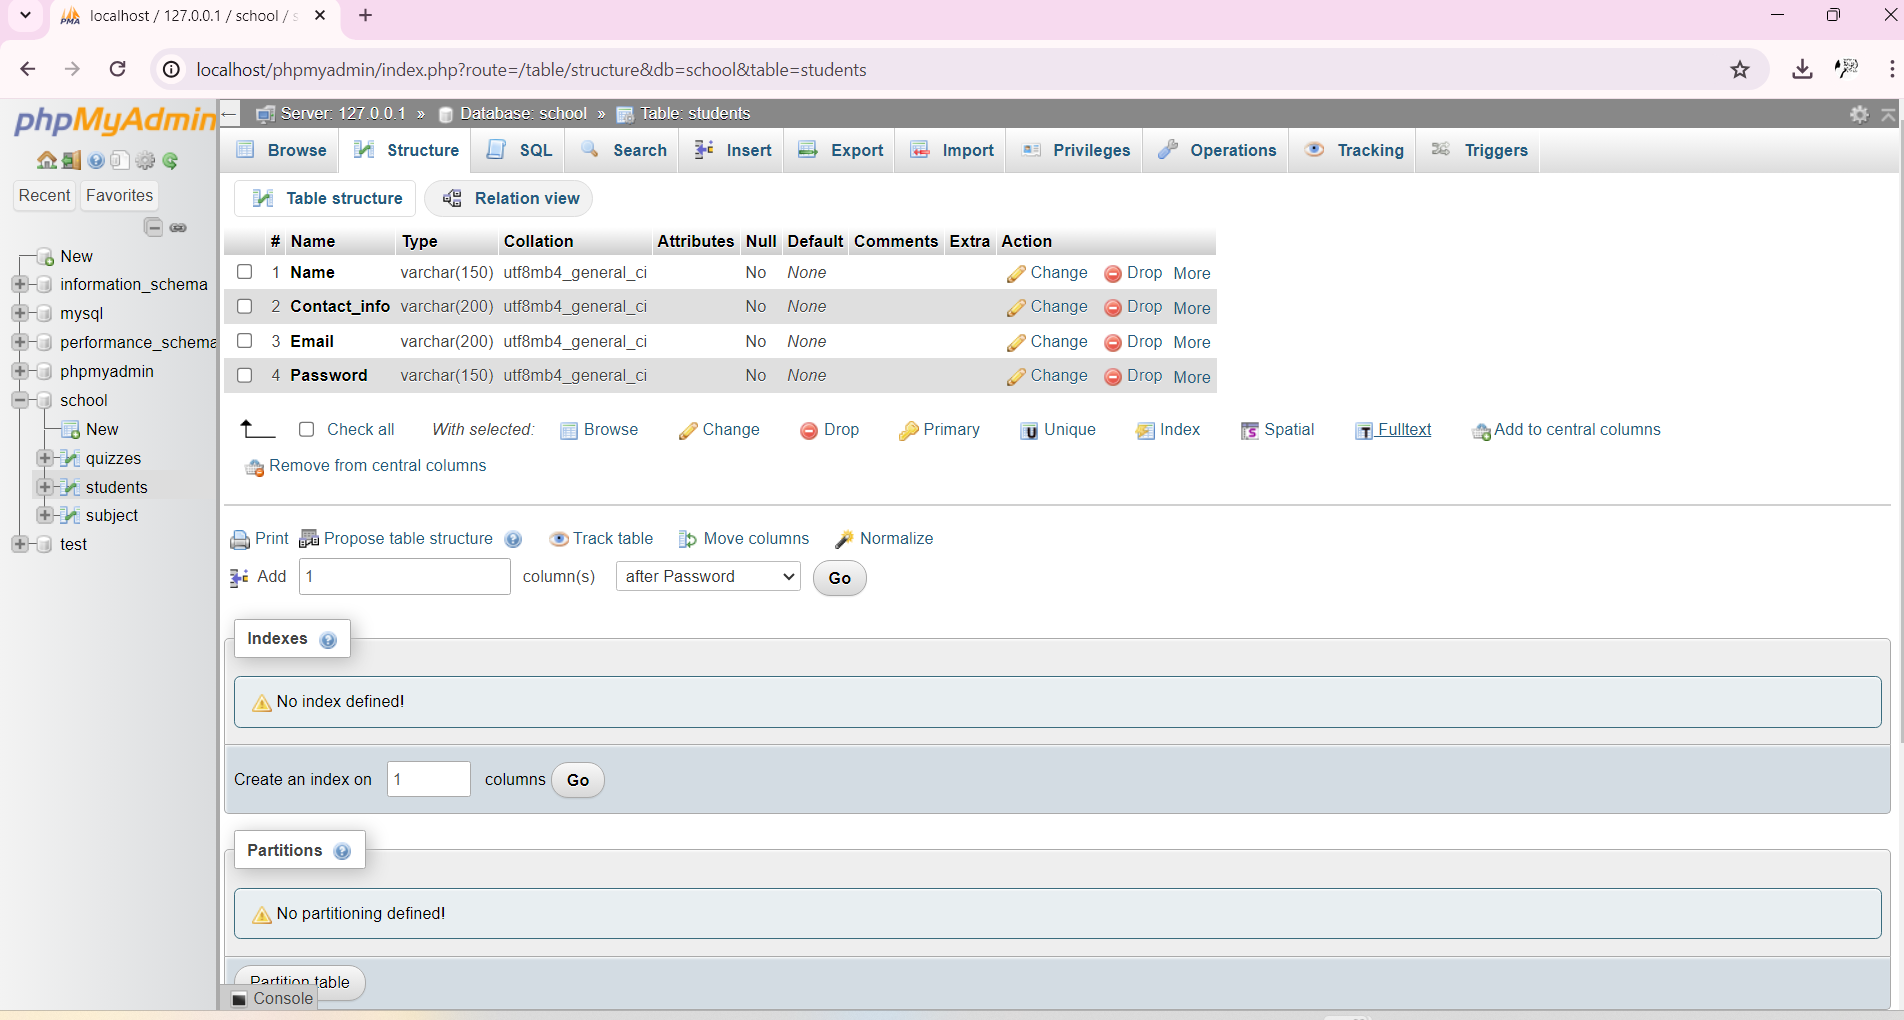 localhost / 127.0.0.1 / school / s
localhost/phpmyadmin/index.php?route=/table/structure&db=school&table=students
phpMyAdmin
Server: 127.0.0.1 » Database: school » Table: students
Browse Structure SQL Search Insert Export Import Privileges Operations Tracking Triggers
Recent Favorites
New
information_schema
mysql
performance_schema
phpmyadmin
school
New
quizzes
students
subject
test
Table structure Relation view
# Name Type Collation Attributes Null Default Comments Extra Action
1 Name varchar(150) utf8mb4_general_ci No None Change Drop More
2 Contact_info varchar(200) utf8mb4_general_ci No None Change Drop More
3 Email varchar(200) utf8mb4_general_ci No None Change Drop More
4 Password varchar(150) utf8mb4_general_ci No None Change Drop More
Check all With selected: Browse Change Drop Primary Unique Index Spatial Fulltext Add to central columns
Remove from central columns
Print Propose table structure Track table Move columns Normalize
Add 1 column(s) after Password Go
Indexes
No index defined!
Create an index on 1 columns Go
Partitions
No partitioning defined!
Partition table
Console